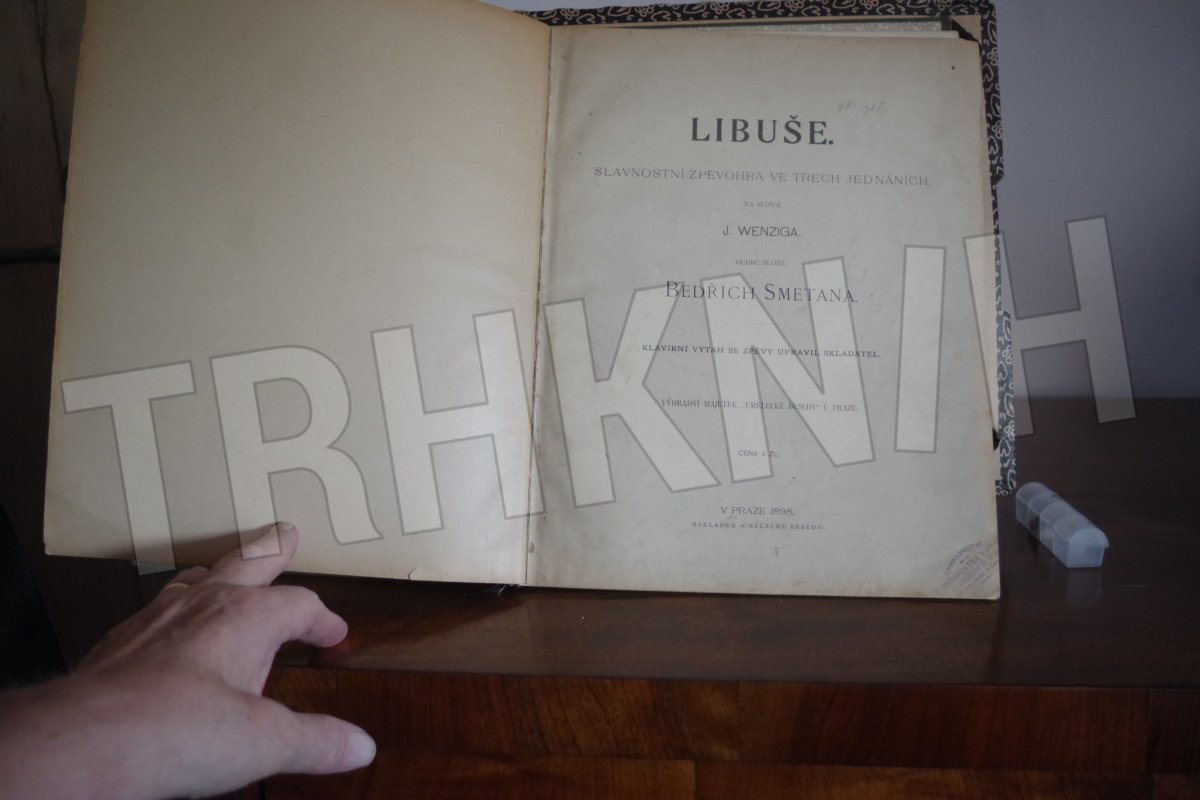 LIBUŠE.
SLAVNOSTNÍ ZPĚVOHRA VE TŘECH JEDNÁNÍCH.
NA SLOVA
J. WENZIGA.
HUDBU SLOŽIL
BEDŘICH SMETANA.
KLAVÍRNÍ VÝTAH SE ZPĚVY UPRAVIL SKLADATEL.
VÝHRADNÍ MAJETEK „UMĚLECKÉ BESEDY“ V PRAZE.
CENA 4 ZL.
V PRAZE 1898.
NÁKLADEM »UMĚLECKÉ BESEDY«.
TRHKNIH